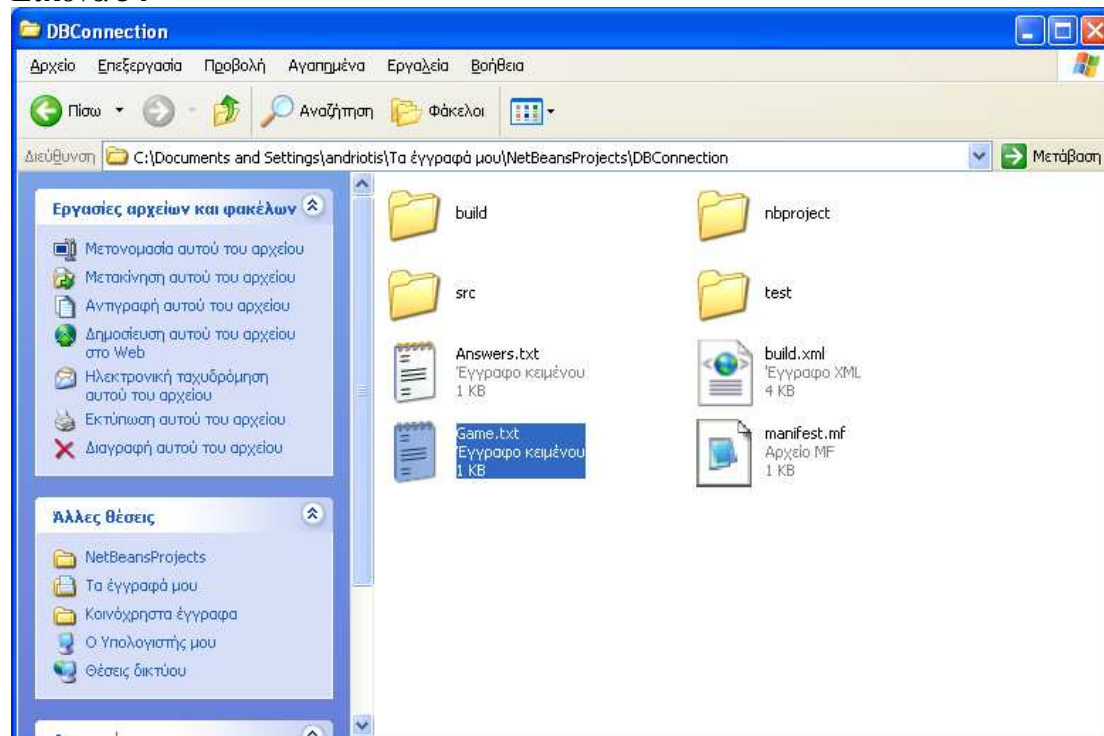 DBConnection
Αρχείο Επεξεργασία Προβολή Αγαπημένα Εργαλεία Βοήθεια
Πίσω Αναζήτηση Φάκελοι
Διεύθυνση C:\Documents and Settings\andriotis\Τα έγγραφά μου\NetBeansProjects\DBConnection Μετάβαση
Εργασίες αρχείων και φακέλων
Μετονομασία αυτού του αρχείου
Μετακίνηση αυτού του αρχείου
Αντιγραφή αυτού του αρχείου
Δημοσίευση αυτού του αρχείου
στο Web
Ηλεκτρονική ταχυδρόμηση
αυτού του αρχείου
Εκτύπωση αυτού του αρχείου
Διαγραφή αυτού του αρχείου
Άλλες θέσεις
NetBeansProjects
Τα έγγραφά μου
Κοινόχρηστα έγγραφα
Ο Υπολογιστής μου
Θέσεις δικτύου
build
nbproject
src
test
Answers.txt
Έγγραφο κειμένου
1 KB
build.xml
Έγγραφο XML
4 KB
Game.txt
Έγγραφο κειμένου
1 KB
manifest.mf
Αρχείο MF
1 KB